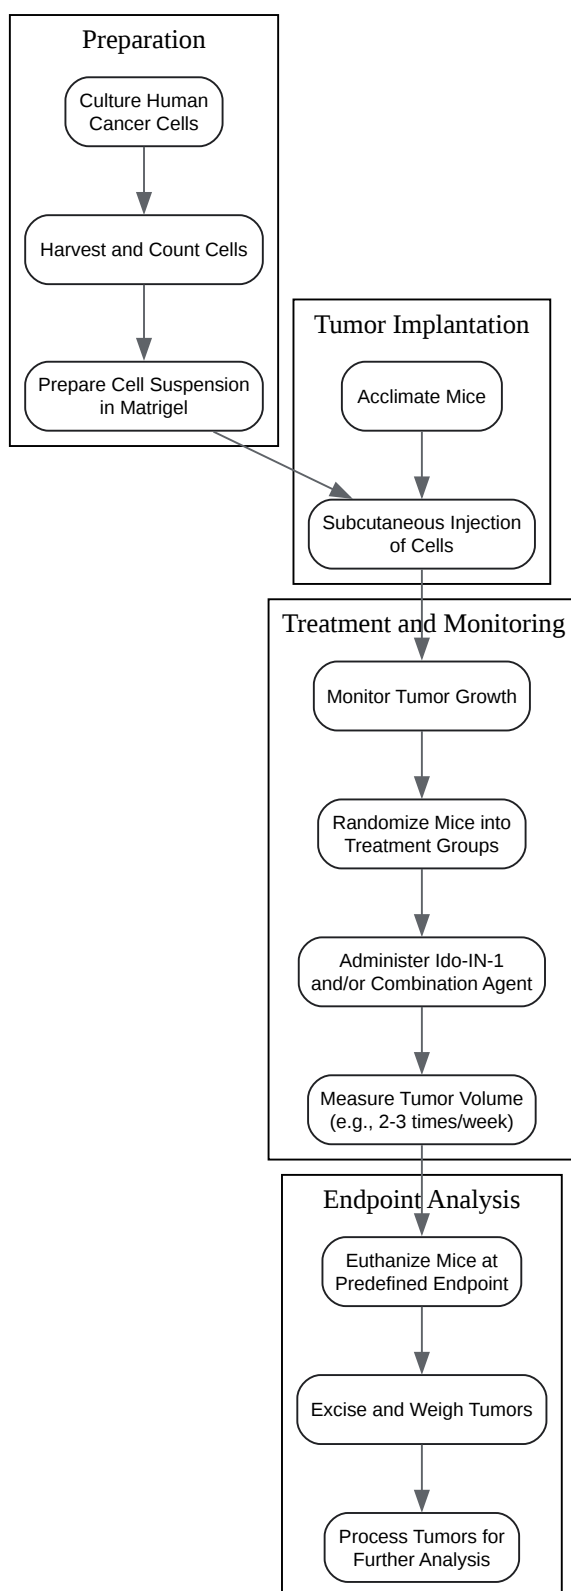 Preparation
Culture Human
Cancer Cells
Harvest and Count Cells
Prepare Cell Suspension
in Matrigel
Tumor Implantation
Acclimate Mice
Subcutaneous Injection
of Cells
Treatment and Monitoring
Monitor Tumor Growth
Randomize Mice into
Treatment Groups
Administer Ido-IN-1
and/or Combination Agent
Measure Tumor Volume
(e.g., 2-3 times/week)
Endpoint Analysis
Euthanize Mice at
Predefined Endpoint
Excise and Weigh Tumors
Process Tumors for
Further Analysis